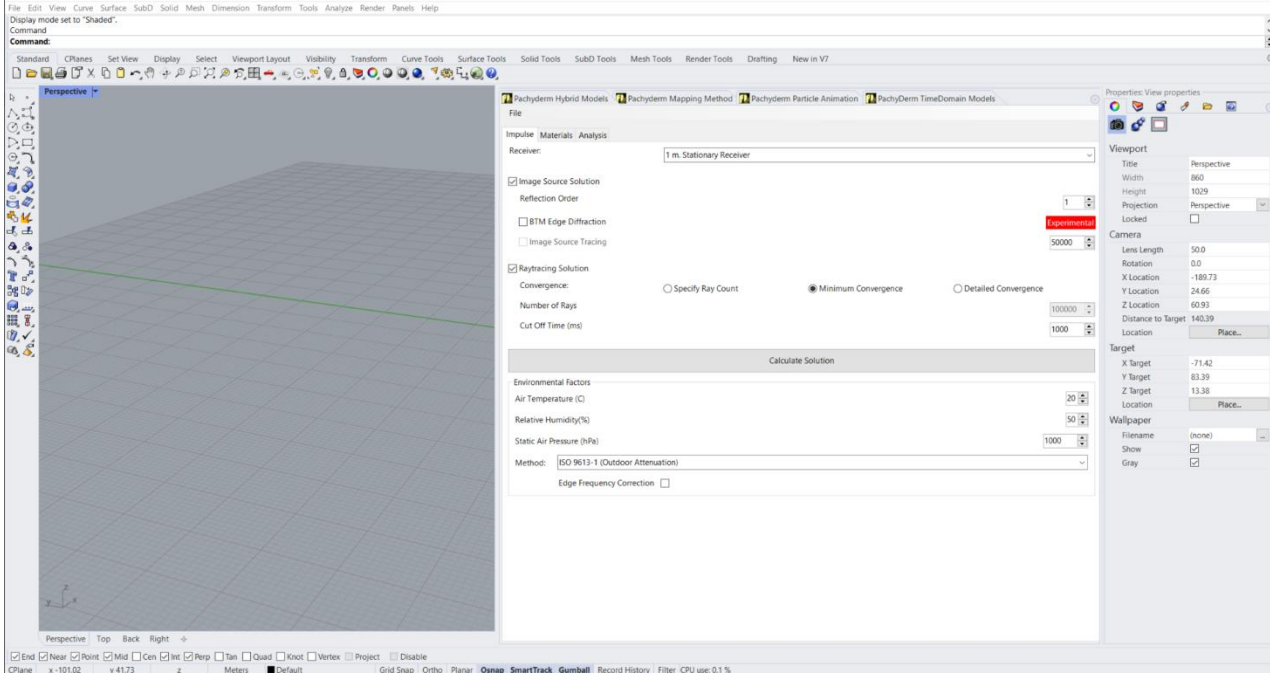 File Edit View Curve Surface SubD Solid Mesh Dimension Transform Tools Analyze Render Panels Help
Display mode set to "Shaded".
Command
Command:
Standard CPlanes Set View Display Select Viewport Layout Visibility Transform Curve Tools Surface Tools Solid Tools SubD Tools Mesh Tools Render Tools Drafting New in V7
Perspective
Pachyderm Hybrid Models Pachyderm Mapping Method Pachyderm Particle Animation PachyDerm TimeDomain Models
File
Impulse Materials Analysis
Receiver: 1 m. Stationary Receiver
Image Source Solution
Reflection Order 1
BTM Edge Diffraction Experimental
Image Source Tracing 50000
Raytracing Solution
Convergence: Specify Ray Count Minimum Convergence Detailed Convergence
Number of Rays 100000
Cut Off Time (ms) 1000
Calculate Solution
Environmental Factors
Air Temperature (C) 20
Relative Humidity(%) 50
Static Air Pressure (hPa) 1000
Method: ISO 9613-1 (Outdoor Attenuation)
Edge Frequency Correction
Properties: View properties
Viewport
Title Perspective
Width 860
Height 1029
Projection Perspective
Locked
Camera
Lens Length 50.0
Rotation 0.0
X Location -189.73
Y Location 24.66
Z Location 60.93
Distance to Target 140.39
Location Place...
Target
X Target -71.42
Y Target 83.39
Z Target 13.38
Location Place...
Wallpaper
Filename (none) ...
Show
Gray
z
y x
Perspective Top Back Right
End Near Point Mid Cen Int Perp Tan Quad Knot Vertex Project Disable
CPlane x -101.02 y 41.73 z Meters Default Grid Snap Ortho Planar Osnap SmartTrack Gumball Record History Filter CPU use: 0.1 %